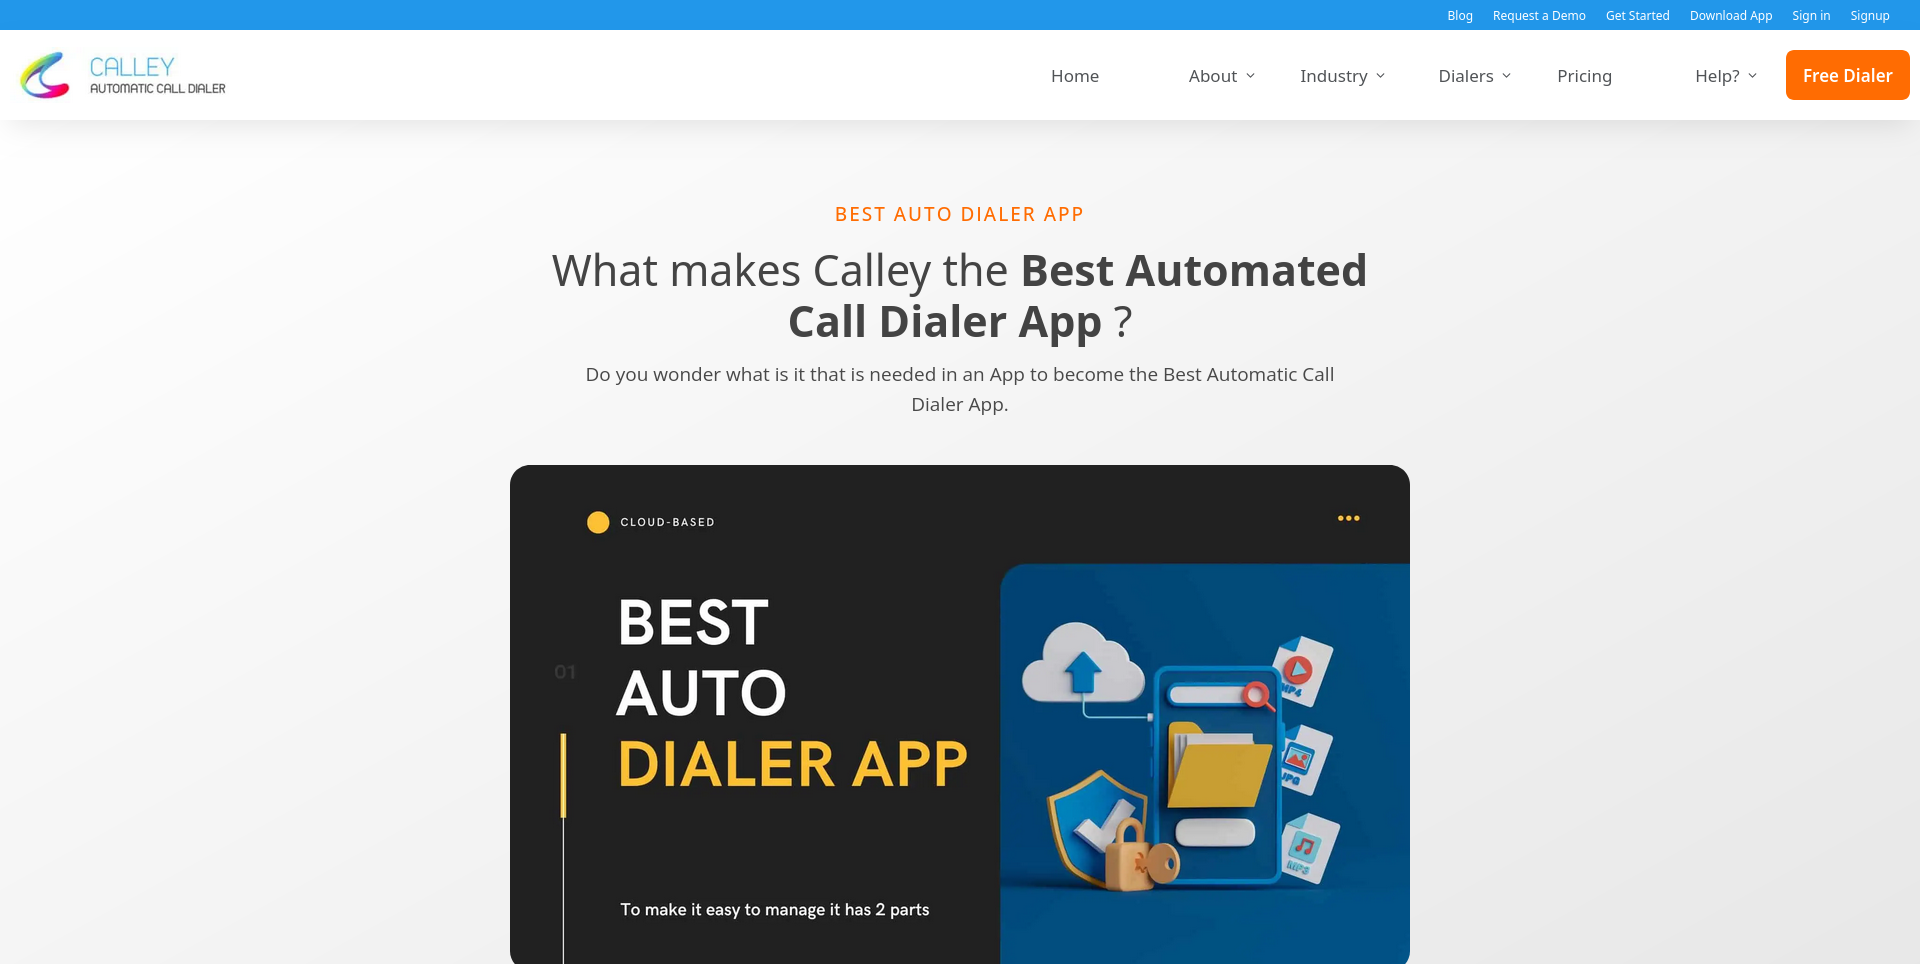 Blog Request a Demo Get Started Download App Sign in Signup
CALLEY
AUTOMATIC CALL DIALER
Home About Industry Dialers Pricing Help? Free Dialer
BEST AUTO DIALER APP
What makes Calley the Best Automated
Call Dialer App ?
Do you wonder what is it that is needed in an App to become the Best Automatic Call
Dialer App.
CLOUD-BASED
BEST
01
AUTO
DIALER APP
To make it easy to manage it has 2 parts
MP4
JPG
MP3